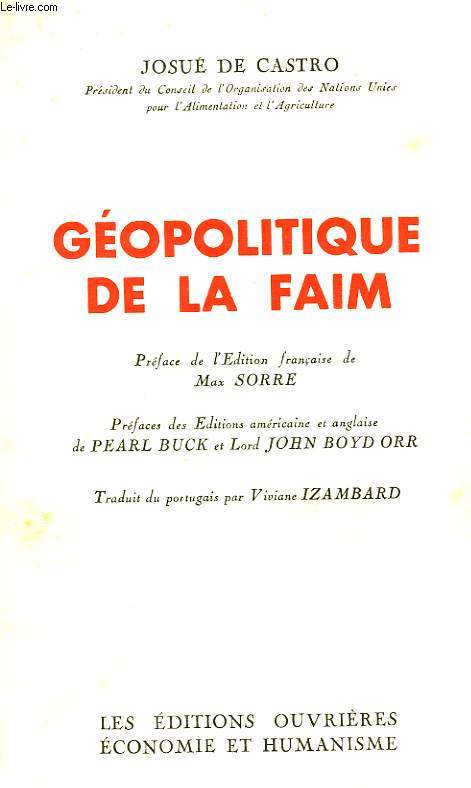 Le-livre.com
JOSUÉ DE CASTRO
Président du Conseil de l'Organisation des Nations Unies
pour l'Alimentation et l'Agriculture
GÉOPOLITIQUE
DE LA FAIM
Préface de l'Edition française de
Max SORRE
Préfaces des Editions américaine et anglaise
de PEARL BUCK et Lord JOHN BOYD ORR
Traduit du portugais par Viviane IZAMBARD
LES ÉDITIONS OUVRIÈRES
ÉCONOMIE ET HUMANISME